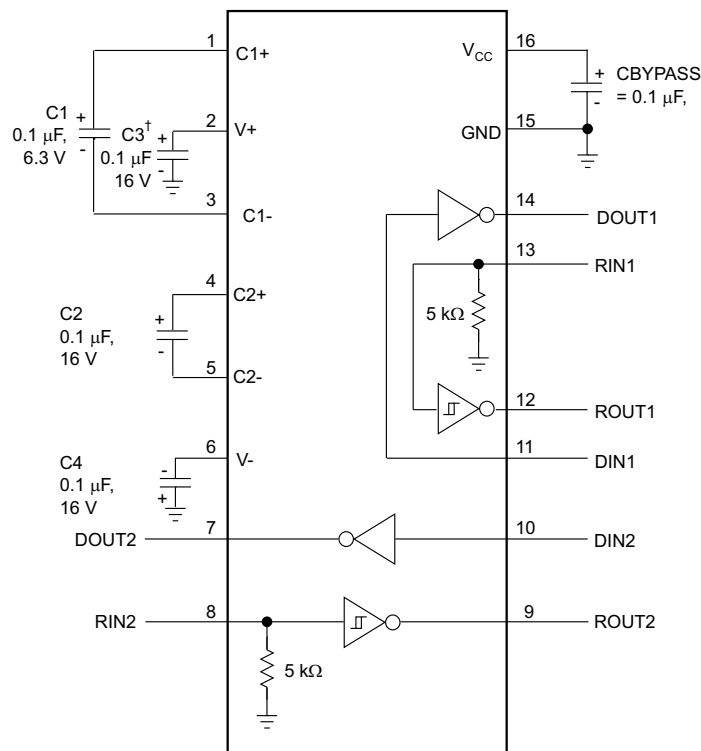 1
C1+
C1
0.1 μF,
6.3 V
+
-
2
V+
C3†
0.1 μF
16 V
+
-
3
C1-
4
C2+
C2
0.1 μF,
16 V
+
-
5
C2-
6
V-
C4
0.1 μF,
16 V
-
+
7
DOUT2
8
RIN2
5 kΩ
16
VCC
+
-
CBYPASS
= 0.1 μF,
15
GND
14
DOUT1
13
RIN1
5 kΩ
12
ROUT1
11
DIN1
10
DIN2
9
ROUT2